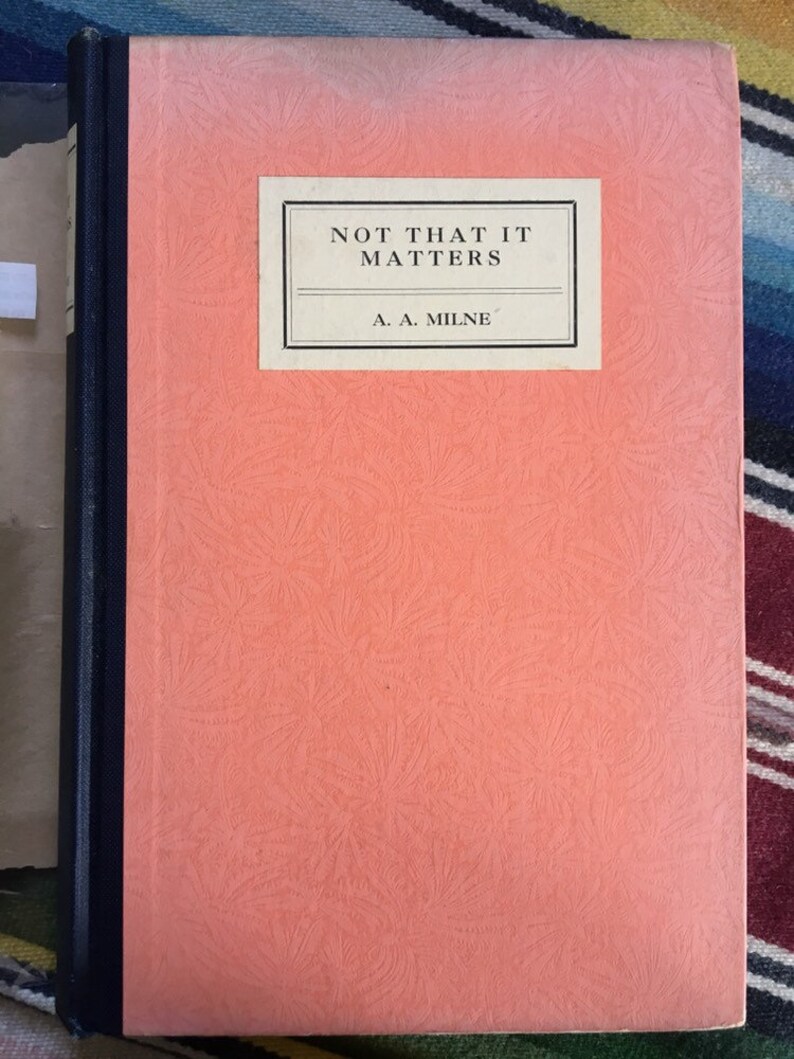 NOT THAT IT
MATTERS
A. A. MILNE